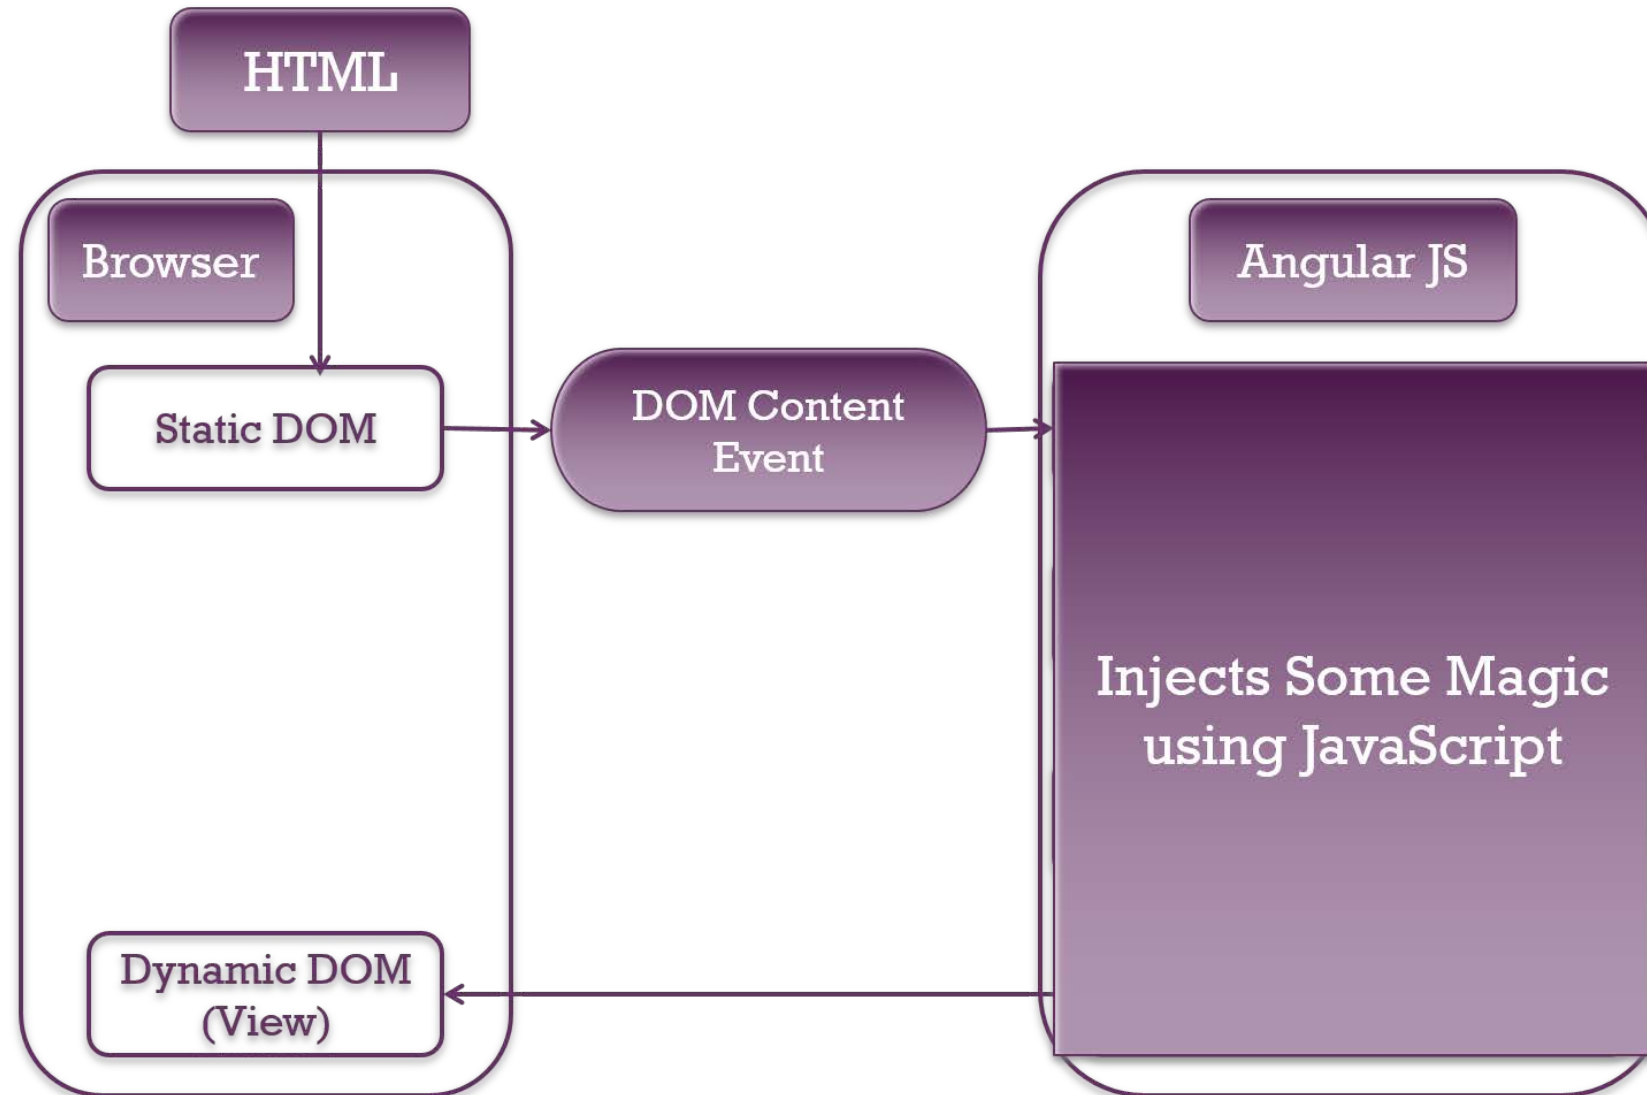 HTML
Browser
Angular JS
Static DOM
DOM Content
Event
Injects Some Magic
using JavaScript
Dynamic DOM
(View)